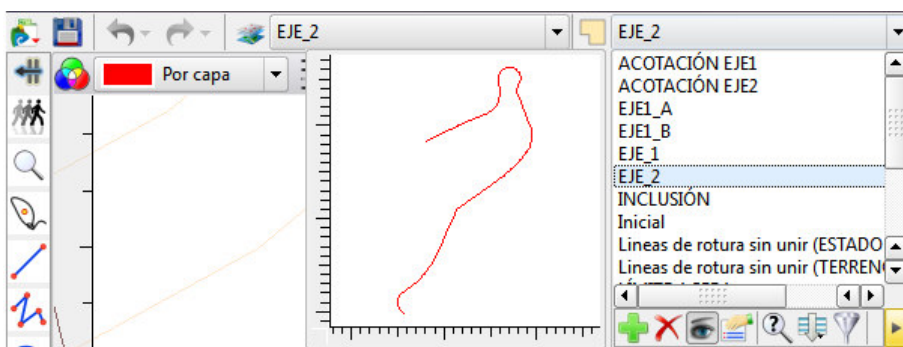 EJE_2
EJE_2
Por capa
ACOTACIÓN EJE1
ACOTACIÓN EJE2
EJE1_A
EJE1_B
EJE_1
EJE_2
INCLUSIÓN
Inicial
Lineas de rotura sin unir (ESTADO
Lineas de rotura sin unir (TERREN